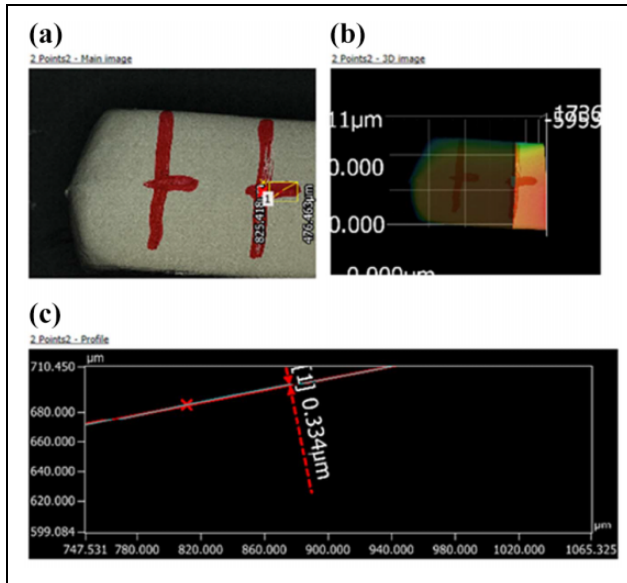 (a)
2 Points2 - Main image
1
825.418μm
476.463μm
(b)
2 Points2 - 3D image
11μm
0.000
0.000
0.000μm
(c)
2 Points2 - Profile
μm
710.450
680.000
660.000
640.000
620.000
599.084
[1] 0.334μm
μm
747.531 780.000 820.000 860.000 900.000 940.000 980.000 1020.000 1065.325